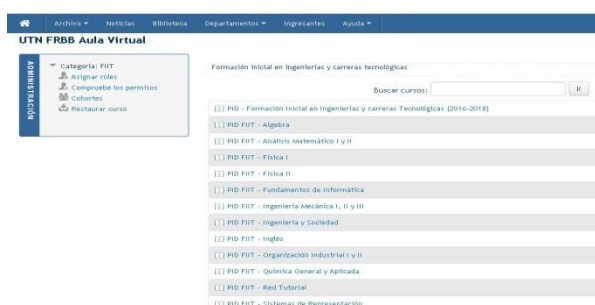 Archivo Noticias Biblioteca Departamentos Ingresantes Ayuda
UTN FRBB Aula Virtual
ADMINISTRACIÓN
Categoría: FIIT
Asignar roles
Compruebe los permisos
Cohortes
Restaurar curso
Formación inicial en ingenierías y carreras tecnológicas
Buscar cursos: Ir
PID - Formación Inicial en Ingenierías y carreras Tecnológicas (2016-2018)
PID FIIT - Algebra
PID FIIT - Análisis Matemático I y II
PID FIIT - Física I
PID FIIT - Física II
PID FIIT - Fundamentos de Informática
PID FIIT - Ingeniería Mecánica I, II y III
PID FIIT - Ingeniería y Sociedad
PID FIIT - Inglés
PID FIIT - Organización Industrial I y II
PID FIIT - Química General y Aplicada
PID FIIT - Red Tutorial
PID FIIT - Sistemas de Representación